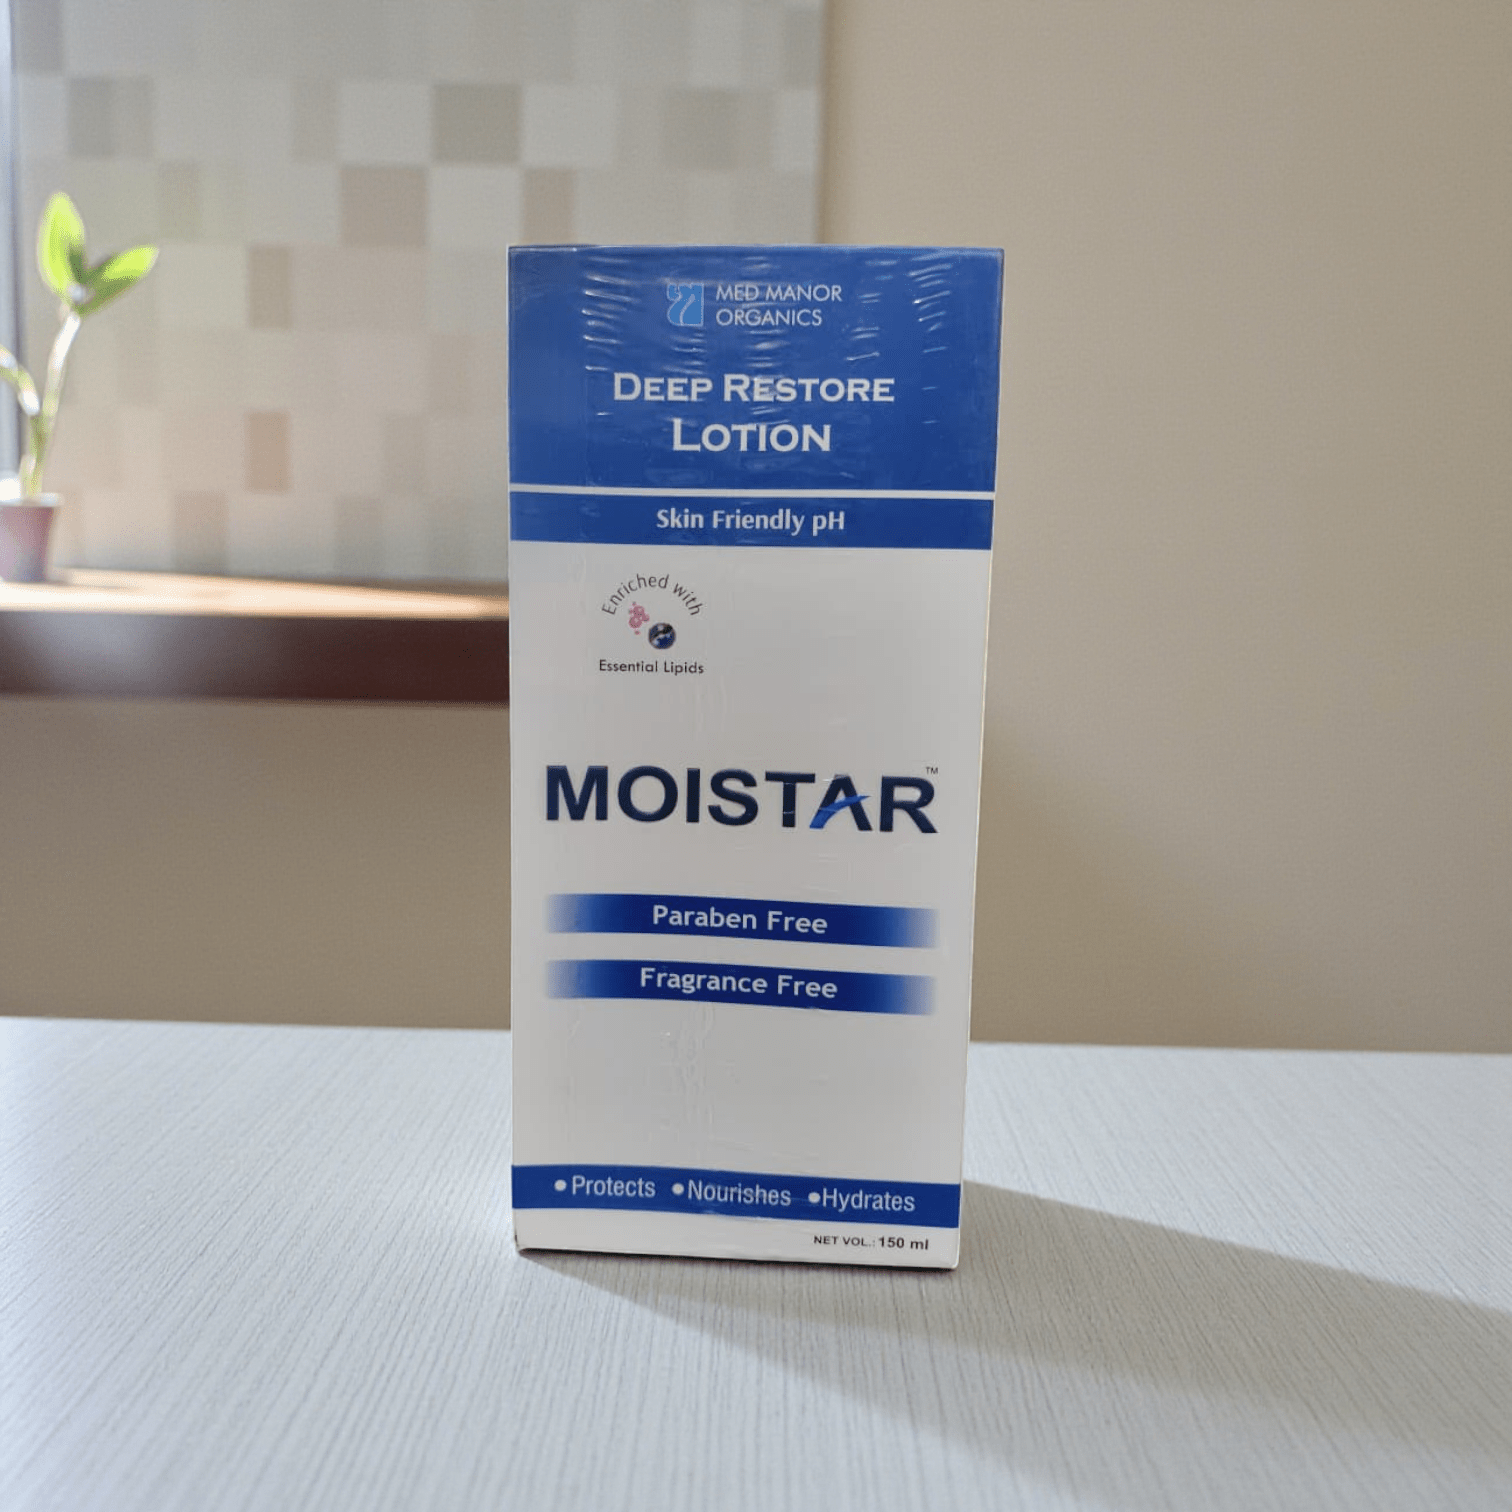 MED MANOR
ORGANICS
DEEP RESTORE
LOTION
Skin Friendly pH
Enriched with
Essential Lipids
MOISTAR™
Paraben Free
Fragrance Free
•Protects •Nourishes •Hydrates
NET VOL.: 150 ml